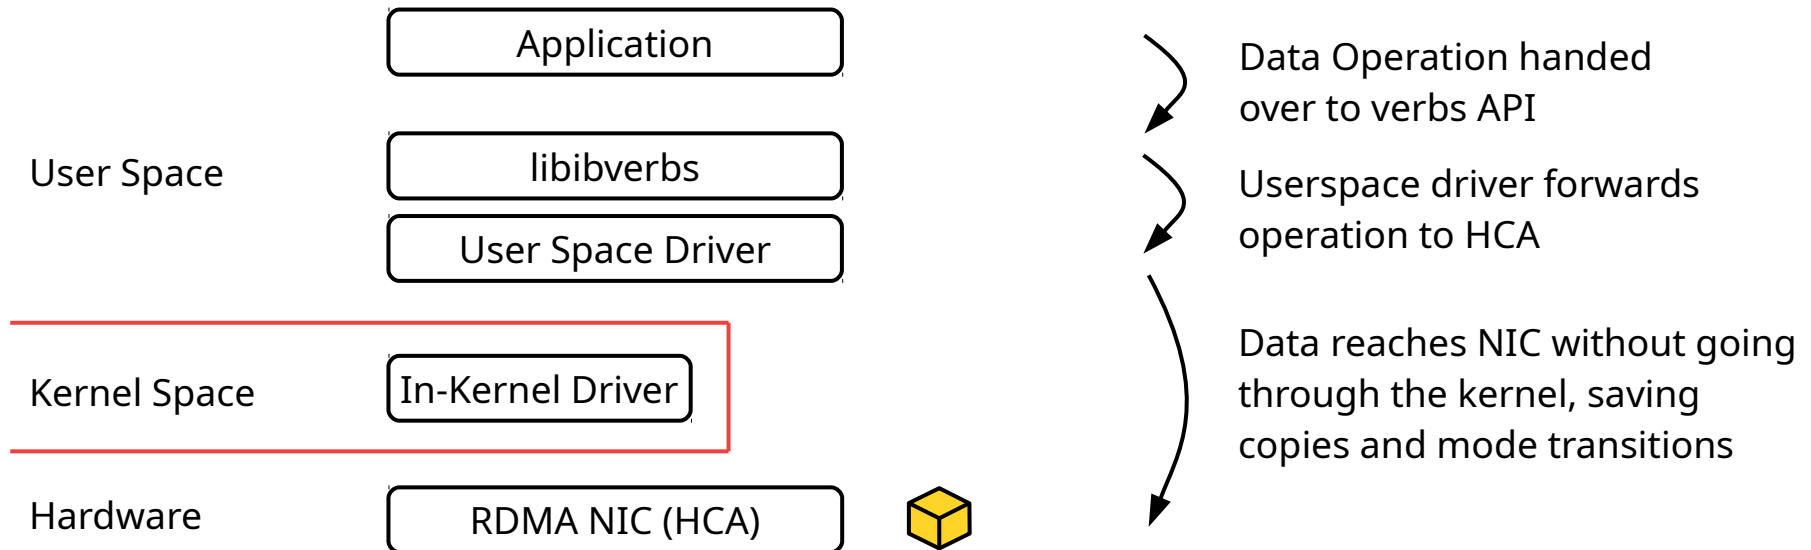 Application
Data Operation handed
over to verbs API
User Space
libibverbs
User Space Driver
Userspace driver forwards
operation to HCA
Kernel Space
In-Kernel Driver
Data reaches NIC without going
through the kernel, saving
copies and mode transitions
Hardware
RDMA NIC (HCA)